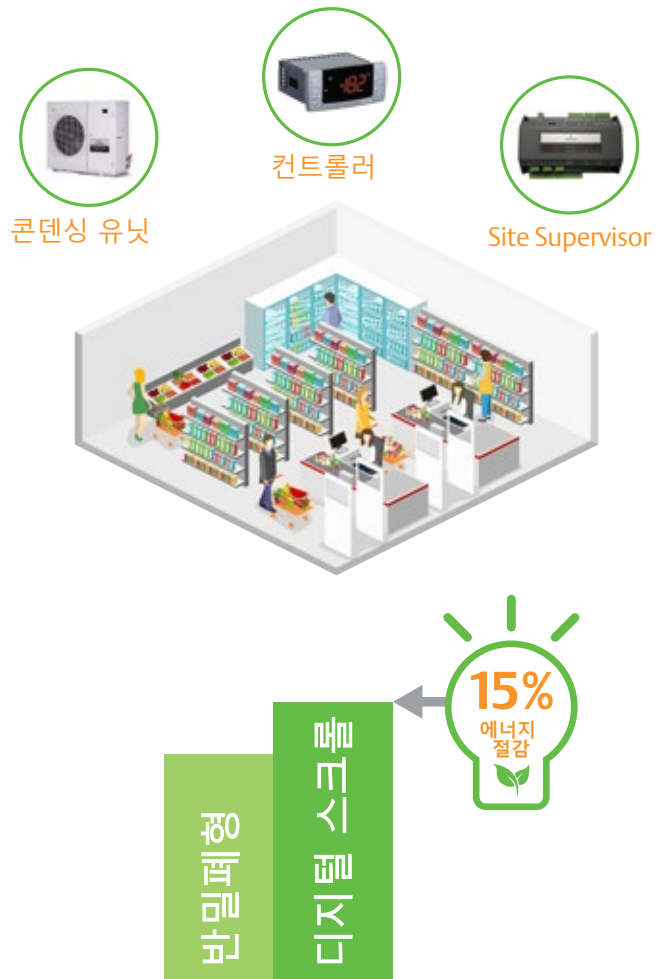 컨트롤러
콘덴싱 유닛
Site Supervisor
15%
에너지
절감
반밀폐형
디지털 스크롤